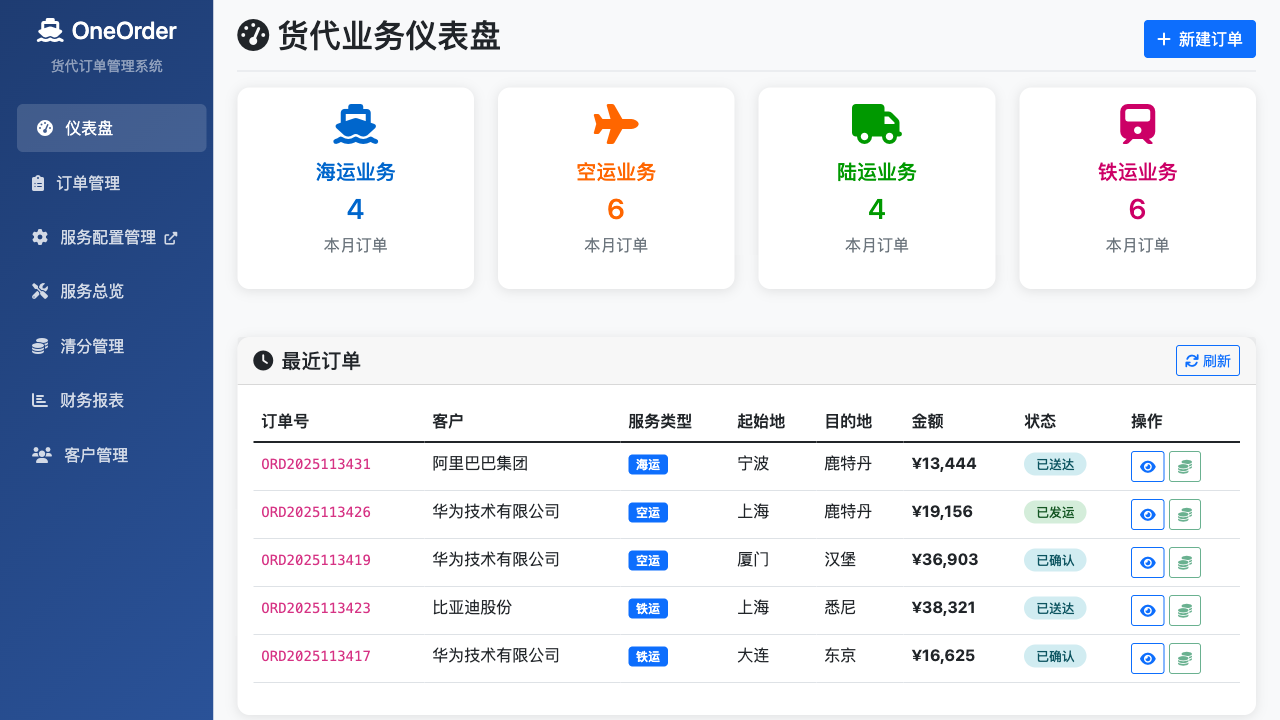 OneOrder
货代订单管理系统
仪表盘
订单管理
服务配置管理
服务总览
清分管理
财务报表
客户管理
货代业务仪表盘
新建订单
海运业务
4
本月订单
空运业务
6
本月订单
陆运业务
4
本月订单
铁运业务
6
本月订单
最近订单
刷新
订单号 客户 服务类型 起始地 目的地 金额 状态 操作
ORD2025113431 阿里巴巴集团 海运 宁波 鹿特丹 ¥13,444 已送达
ORD2025113426 华为技术有限公司 空运 上海 鹿特丹 ¥19,156 已发运
ORD2025113419 华为技术有限公司 空运 厦门 汉堡 ¥36,903 已确认
ORD2025113423 比亚迪股份 铁运 上海 悉尼 ¥38,321 已送达
ORD2025113417 华为技术有限公司 铁运 大连 东京 ¥16,625 已确认